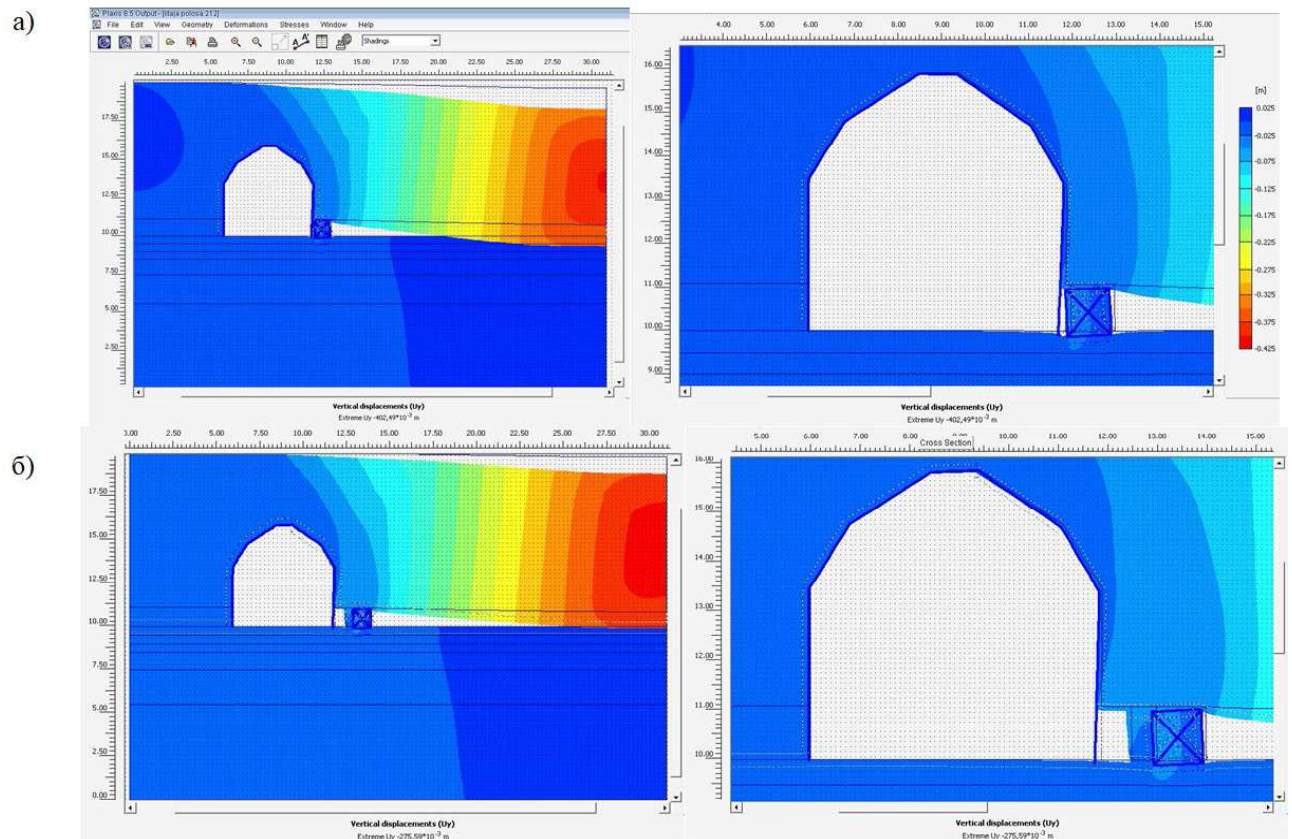 а)
Plaxis 8.5 Output - [litaja polosa 212]
File Edit View Geometry Deformations Stresses Window Help
Shadings
2.50 5.00 7.50 10.00 12.50 15.00 17.50 20.00 22.50 25.00 27.50 30.00
17.50
15.00
12.50
10.00
7.50
5.00
2.50
Vertical displacements (Uy)
Extreme Uy -402,49*10⁻³ m
4.00 5.00 6.00 7.00 8.00 9.00 10.00 11.00 12.00 13.00 14.00 15.00
16.00
15.00
14.00
13.00
12.00
11.00
10.00
9.00
[m]
0.025
0.025
-0.025
-0.075
-0.125
-0.175
-0.225
-0.275
-0.325
-0.375
-0.425
Vertical displacements (Uy)
Extreme Uy -402,49*10⁻³ m
б)
3.00 5.00 7.50 10.00 12.50 15.00 17.50 20.00 22.50 25.00 27.50 30.00
17.50
15.00
12.50
10.00
7.50
5.00
2.50
0.00
Vertical displacements (Uy)
Extreme Uy -275,59*10⁻³ m
5.00 6.00 7.00 8.00 10.00 11.00 12.00 13.00 14.00 15.00
Cross Section
16.00
15.00
14.00
13.00
12.00
11.00
10.00
Vertical displacements (Uy)
Extreme Uy -275,59*10⁻³ m